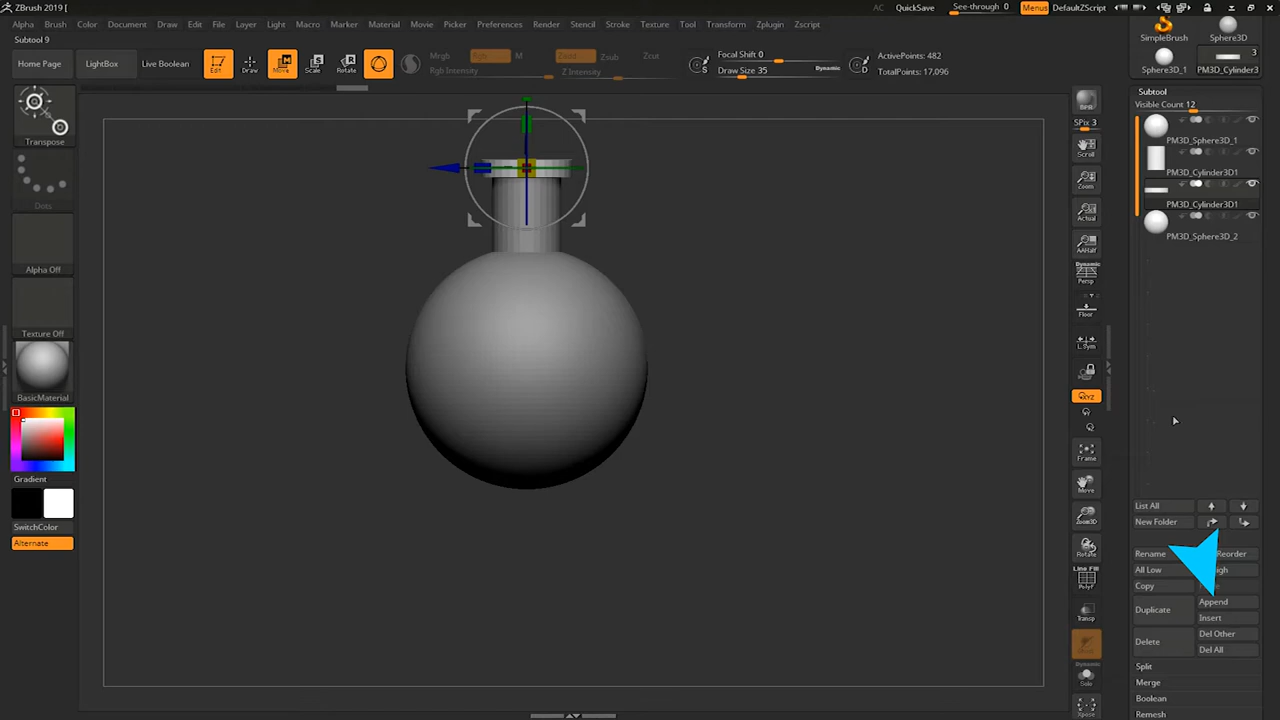 ZBrush 2019 [
AC QuickSave See-through 0 Menus DefaultZScript
Alpha Brush Color Document Draw Edit File Layer Light Macro Marker Material Movie Picker Preferences Render Stencil Stroke Texture Tool Transform Zplugin Zscript
Subtool 9
Home Page LightBox Live Boolean Edit Draw Move Scale Rotate
Mrgb Rgb M Zadd Zsub Zcut
Rgb Intensity Z Intensity
Focal Shift 0
Draw Size 35 Dynamic
S D
ActivePoints: 482
TotalPoints: 17,096
SimpleBrush Sphere3D
3
Sphere3D_1 PM3D_Cylinder3
Transpose
Dots
Alpha Off
Texture Off
BasicMaterial
Gradient
SwitchColor
Alternate
BPR
SPix 3
Scroll
Zoom
Actual
AAHalf
Dynamic
Persp
Floor
L.Sym
XYZ
Frame
Move
Zoom3D
Rotate
Line Fill
PolyF
Transp
Dynamic
Solo
Xpose
Subtool
Visible Count 12
PM3D_Sphere3D_1
PM3D_Cylinder3D1
PM3D_Cylinder3D1
PM3D_Sphere3D_2
List All
New Folder
Rename Reorder
All Low
Copy
Append
Duplicate
Insert
Del Other
Delete
Del All
Split
Merge
Boolean
Remesh